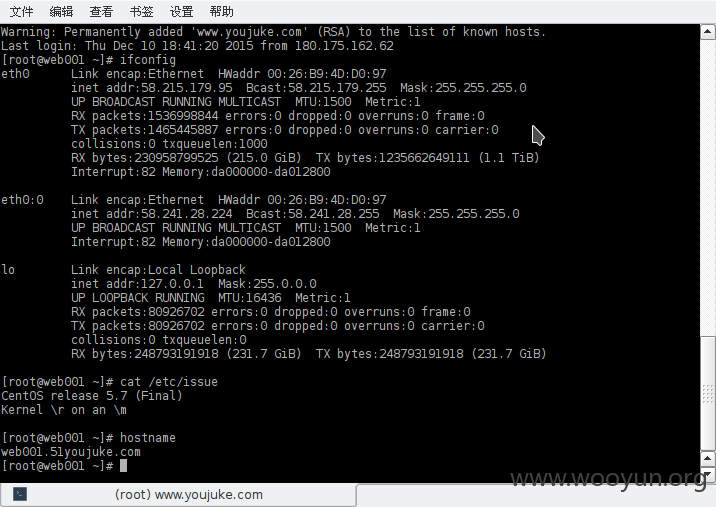 文件 编辑 查看 书签 设置 帮助
Warning: Permanently added 'www.youjuke.com' (RSA) to the list of known hosts.
Last login: Thu Dec 10 18:41:20 2015 from 180.175.162.62
[root@web001 ~]# ifconfig
eth0      Link encap:Ethernet  HWaddr 00:26:B9:4D:D0:97
          inet addr:58.215.179.95  Bcast:58.215.179.255  Mask:255.255.255.0
          UP BROADCAST RUNNING MULTICAST  MTU:1500  Metric:1
          RX packets:1536998844 errors:0 dropped:0 overruns:0 frame:0
          TX packets:1465445887 errors:0 dropped:0 overruns:0 carrier:0
          collisions:0 txqueuelen:1000
          RX bytes:230958799525 (215.0 GiB)  TX bytes:1235662649111 (1.1 TiB)
          Interrupt:82 Memory:da000000-da012800
eth0:0    Link encap:Ethernet  HWaddr 00:26:B9:4D:D0:97
          inet addr:58.241.28.224  Bcast:58.241.28.255  Mask:255.255.255.0
          UP BROADCAST RUNNING MULTICAST  MTU:1500  Metric:1
          Interrupt:82 Memory:da000000-da012800
lo        Link encap:Local Loopback
          inet addr:127.0.0.1  Mask:255.0.0.0
          UP LOOPBACK RUNNING  MTU:16436  Metric:1
          RX packets:80926702 errors:0 dropped:0 overruns:0 frame:0
          TX packets:80926702 errors:0 dropped:0 overruns:0 carrier:0
          collisions:0 txqueuelen:0
          RX bytes:248793191918 (231.7 GiB)  TX bytes:248793191918 (231.7 GiB)
[root@web001 ~]# cat /etc/issue
CentOS release 5.7 (Final)
Kernel \r on an \m
[root@web001 ~]# hostname
web001.51youjuke.com
[root@web001 ~]#
www.wooyun.org
(root) www.youjuke.com